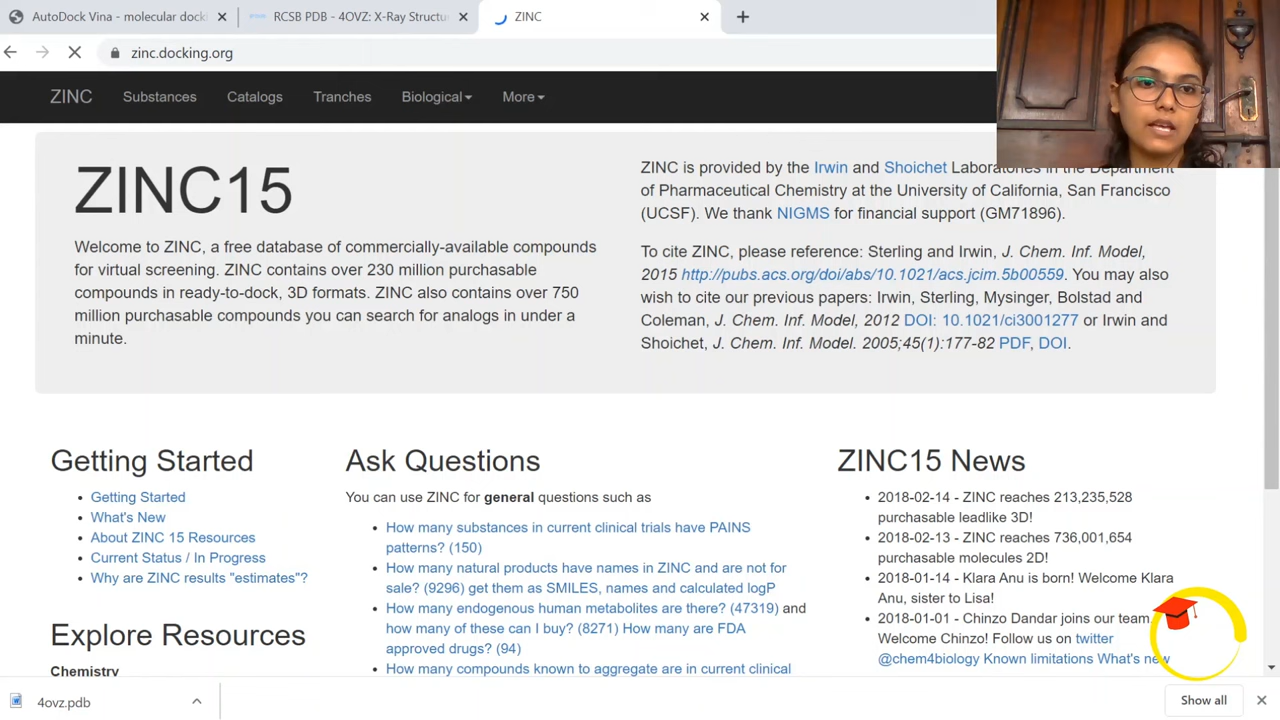 AutoDock Vina - molecular docki
RCSB PDB - 4OVZ: X-Ray Structu
ZINC
zinc.docking.org
ZINC
Substances
Catalogs
Tranches
Biological
More
ZINC15
Welcome to ZINC, a free database of commercially-available compounds
for virtual screening. ZINC contains over 230 million purchasable
compounds in ready-to-dock, 3D formats. ZINC also contains over 750
million purchasable compounds you can search for analogs in under a
minute.
ZINC is provided by the Irwin and Shoichet Laboratories in the Department
of Pharmaceutical Chemistry at the University of California, San Francisco
(UCSF). We thank NIGMS for financial support (GM71896).
To cite ZINC, please reference: Sterling and Irwin, J. Chem. Inf. Model,
2015 http://pubs.acs.org/doi/abs/10.1021/acs.jcim.5b00559. You may also
wish to cite our previous papers: Irwin, Sterling, Mysinger, Bolstad and
Coleman, J. Chem. Inf. Model, 2012 DOI: 10.1021/ci3001277 or Irwin and
Shoichet, J. Chem. Inf. Model. 2005;45(1):177-82 PDF, DOI.
Getting Started
Getting Started
What's New
About ZINC 15 Resources
Current Status / In Progress
Why are ZINC results "estimates"?
Explore Resources
Chemistry
Ask Questions
You can use ZINC for general questions such as
How many substances in current clinical trials have PAINS
patterns? (150)
How many natural products have names in ZINC and are not for
sale? (9296) get them as SMILES, names and calculated logP
How many endogenous human metabolites are there? (47319) and
how many of these can I buy? (8271) How many are FDA
approved drugs? (94)
How many compounds known to aggregate are in current clinical
ZINC15 News
2018-02-14 - ZINC reaches 213,235,528
purchasable leadlike 3D!
2018-02-13 - ZINC reaches 736,001,654
purchasable molecules 2D!
2018-01-14 - Klara Anu is born! Welcome Klara
Anu, sister to Lisa!
2018-01-01 - Chinzo Dandar joins our team.
Welcome Chinzo! Follow us on twitter
@chem4biology Known limitations What's new
4ovz.pdb
Show all